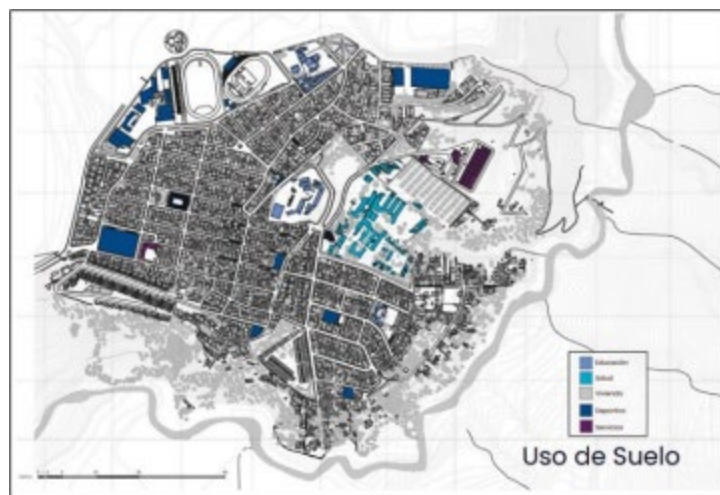 Educación
Salud
Vivienda
Deportivo
Servicios
Uso de Suelo